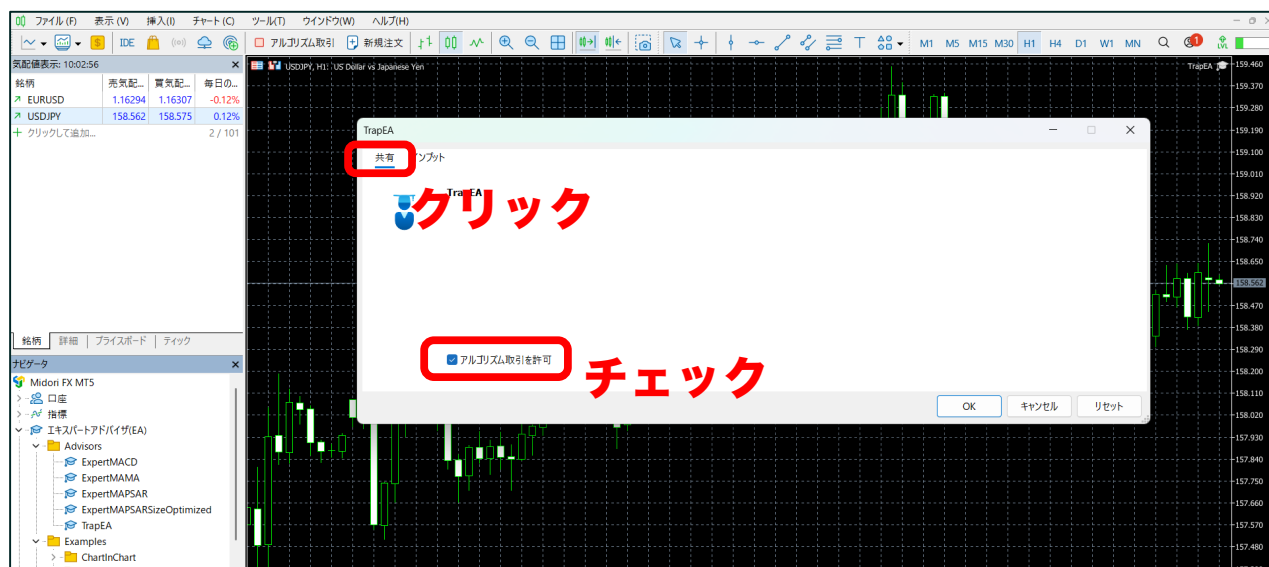 ファイル (F) 表示 (V) 挿入(I) チャート (C) ツール(T) ウインドウ(W) ヘルプ(H)
IDE アルゴリズム取引 新規注文 M1 M5 M15 M30 H1 H4 D1 W1 MN 1 LVL
気配値表示: 10:02:56
銘柄 売気配... 買気配... 毎日の...
EURUSD 1.16294 1.16307 -0.12%
USDJPY 158.562 158.575 0.12%
クリックして追加... 2 / 101
銘柄 詳細 プライスボード ティック
ナビゲータ
Midori FX MT5
口座
指標
エキスパートアドバイザ(EA)
Advisors
ExpertMACD
ExpertMAMA
ExpertMAPSAR
ExpertMAPSARSizeOptimized
TrapEA
Examples
ChartInChart
USDJPY, H1: US Dollar vs Japanese Yen
TrapEA
TrapEA
共有 ンプット
TrapEA
クリック
アルゴリズム取引を許可
チェック
OK キャンセル リセット
159.460
159.370
159.280
159.190
159.100
159.010
158.920
158.830
158.740
158.650
158.562
158.470
158.380
158.290
158.200
158.110
158.020
157.930
157.840
157.750
157.660
157.570
157.480